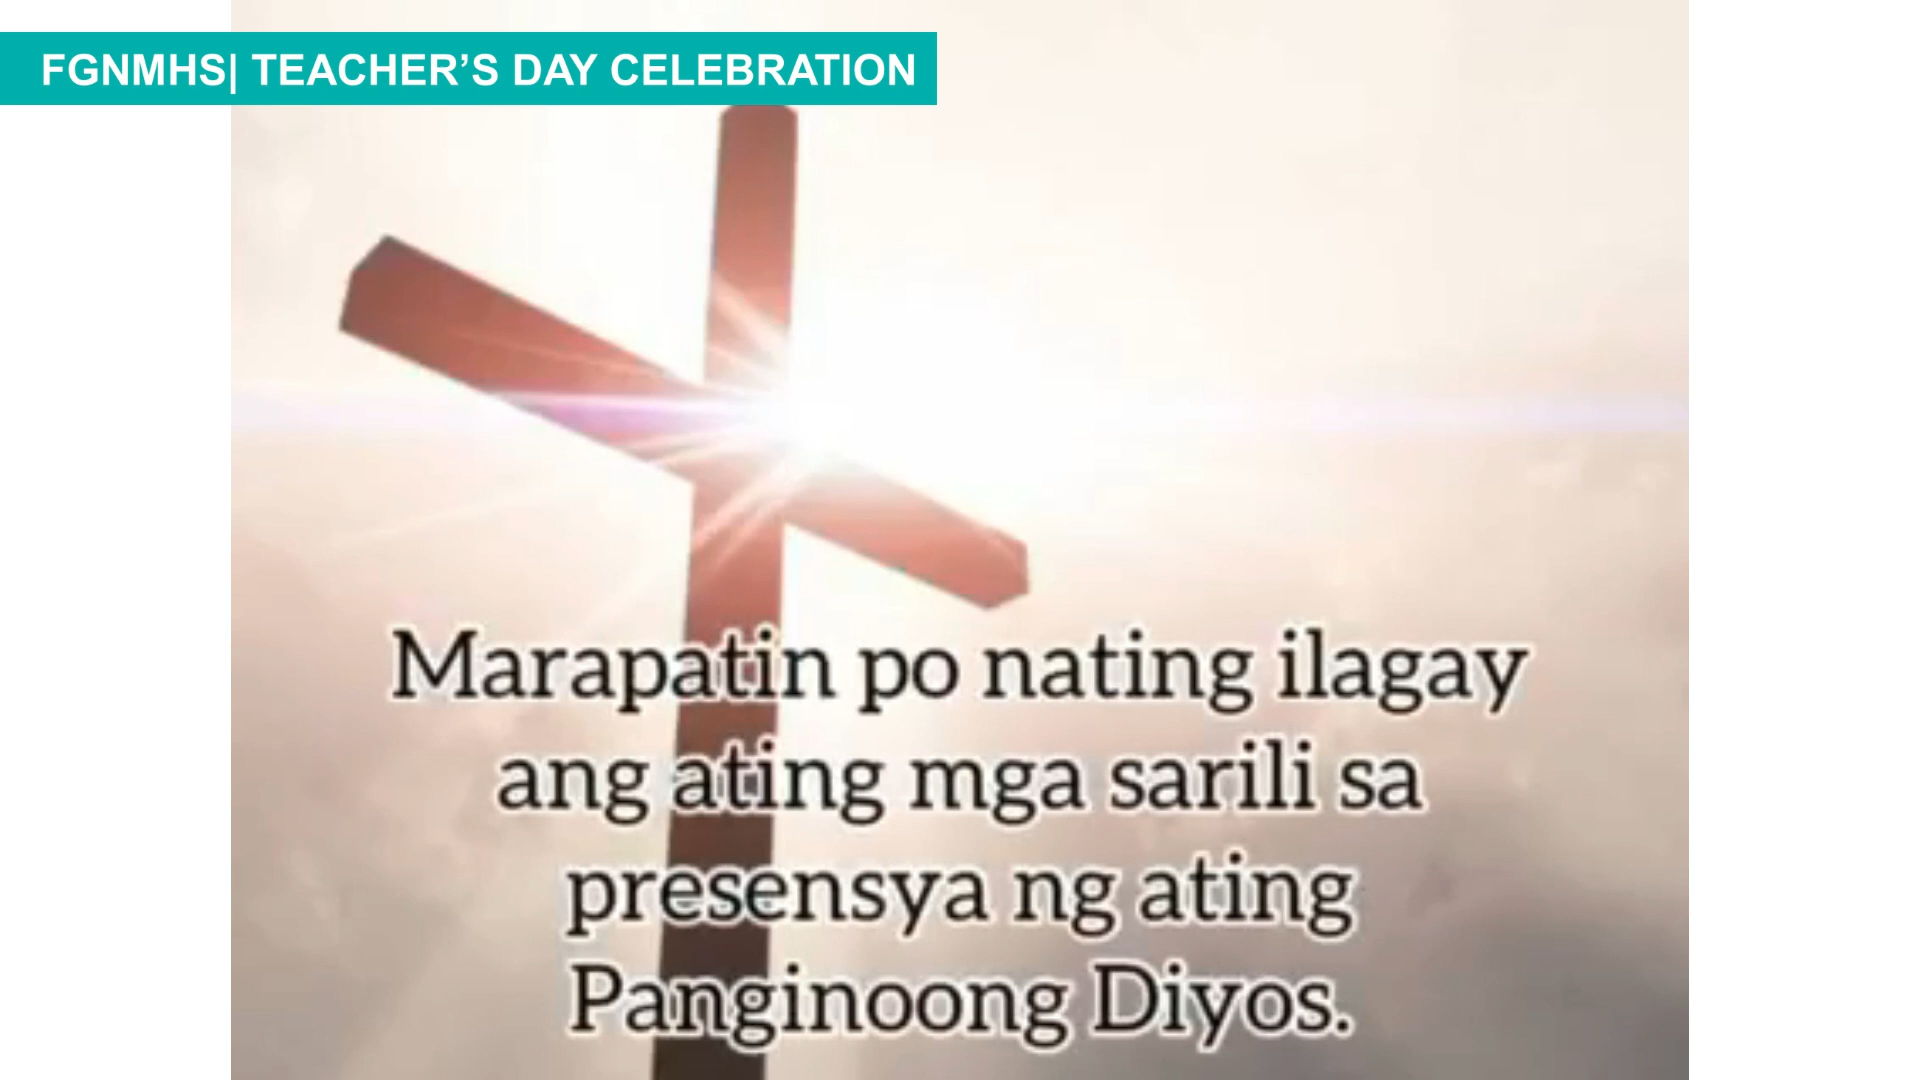 FGNMHS| TEACHER’S DAY CELEBRATION
Marapatin po nating ilagay
ang ating mga sarili sa
presensya ng ating
Panginoong Diyos.